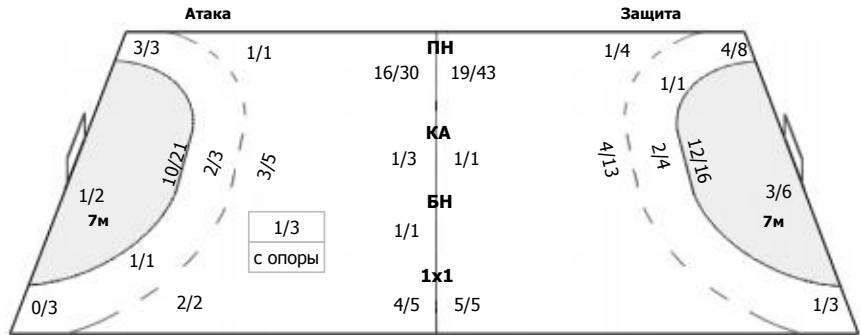 Атака Защита
3/3 1/1 ПН 1/4 4/8
16/30 19/43 1/1
КА
10/21 2/3 3/5 1/3 1/1 4/13 2/4 12/16
1/2 БН 3/6
7м 1/3 1/1 7м
1/1 с опоры
1x1
0/3 2/2 4/5 5/5 1/3